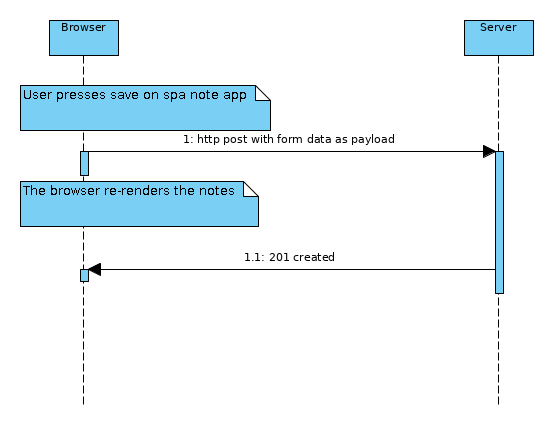 Browser
Server
User presses save on spa note app
1: http post with form data as payload
The browser re-renders the notes
1.1: 201 created